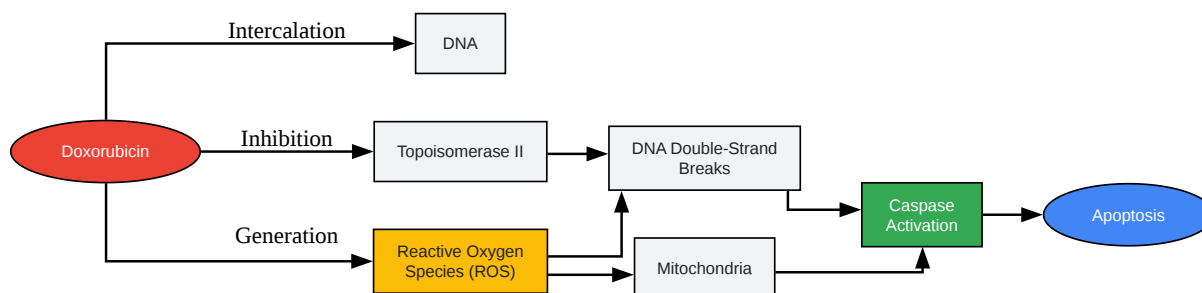 Intercalation
DNA
Doxorubicin
Inhibition
Topoisomerase II
DNA Double-Strand
Breaks
Generation
Reactive Oxygen
Species (ROS)
Mitochondria
Caspase
Activation
Apoptosis